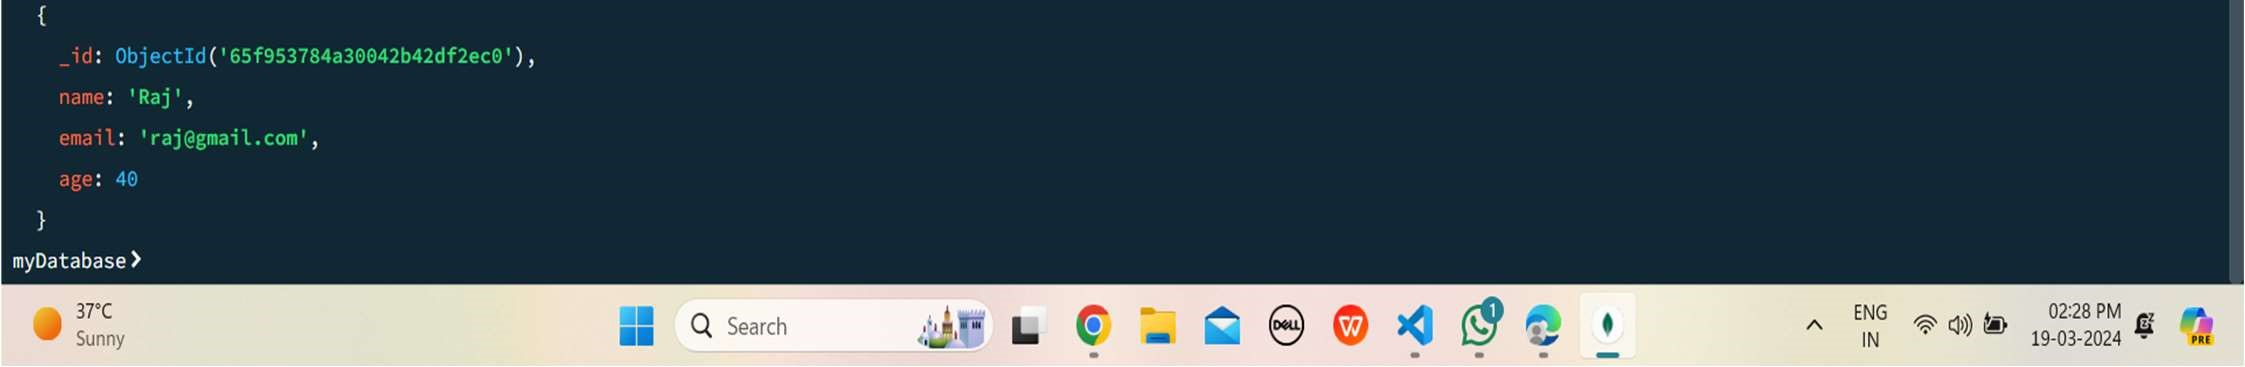 {
_id: ObjectId('65f953784a30042b42df2ec0'),
name: 'Raj',
email: 'raj@gmail.com',
age: 40
}
myDatabase>
37°C
Sunny
Search
DELL
W
1
ENG
IN
02:28 PM
19-03-2024
PRE